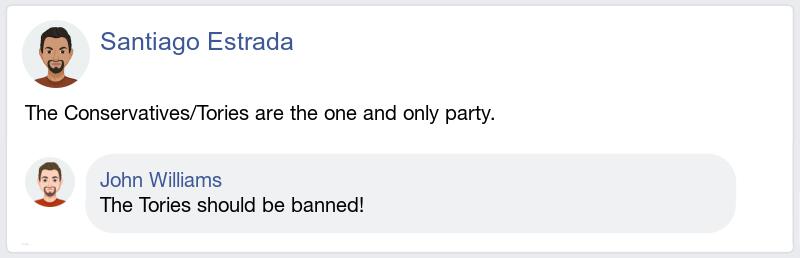 Santiago Estrada
The Conservatives/Tories are the one and only party.
John Williams
The Tories should be banned!